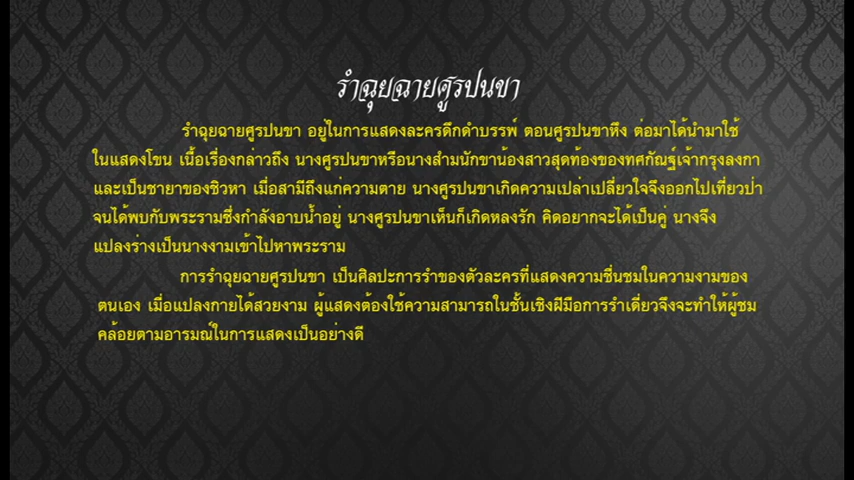 รำฉุยฉายศูรปนขา
รำฉุยฉายศูรปนขา อยู่ในการแสดงละครดึกดำบรรพ์ ตอนศูรปนขาหึง ต่อมาได้นำมาใช้
ในแสดงโขน เนื้อเรื่องกล่าวถึง นางศูรปนขาหรือนางสำมนักขาน้องสาวสุดท้องของทศกัณฐ์เจ้ากรุงลงกา
และเป็นชายาของชิวหา เมื่อสามีถึงแก่ความตาย นางศูรปนขาเกิดความเปล่าเปลี่ยวใจจึงออกไปเที่ยวป่า
จนได้พบกับพระรามซึ่งกำลังอาบน้ำอยู่ นางศูรปนขาเห็นก็เกิดหลงรัก คิดอยากจะได้เป็นคู่ นางจึง
แปลงร่างเป็นนางงามเข้าไปหาพระราม
การรำฉุยฉายศูรปนขา เป็นศิลปะการรำของตัวละครที่แสดงความชื่นชมในความงามของ
ตนเอง เมื่อแปลงกายได้สวยงาม ผู้แสดงต้องใช้ความสามารถในชั้นเชิงฝีมือการรำเดี่ยวจึงจะทำให้ผู้ชม
คล้อยตามอารมณ์ในการแสดงเป็นอย่างดี